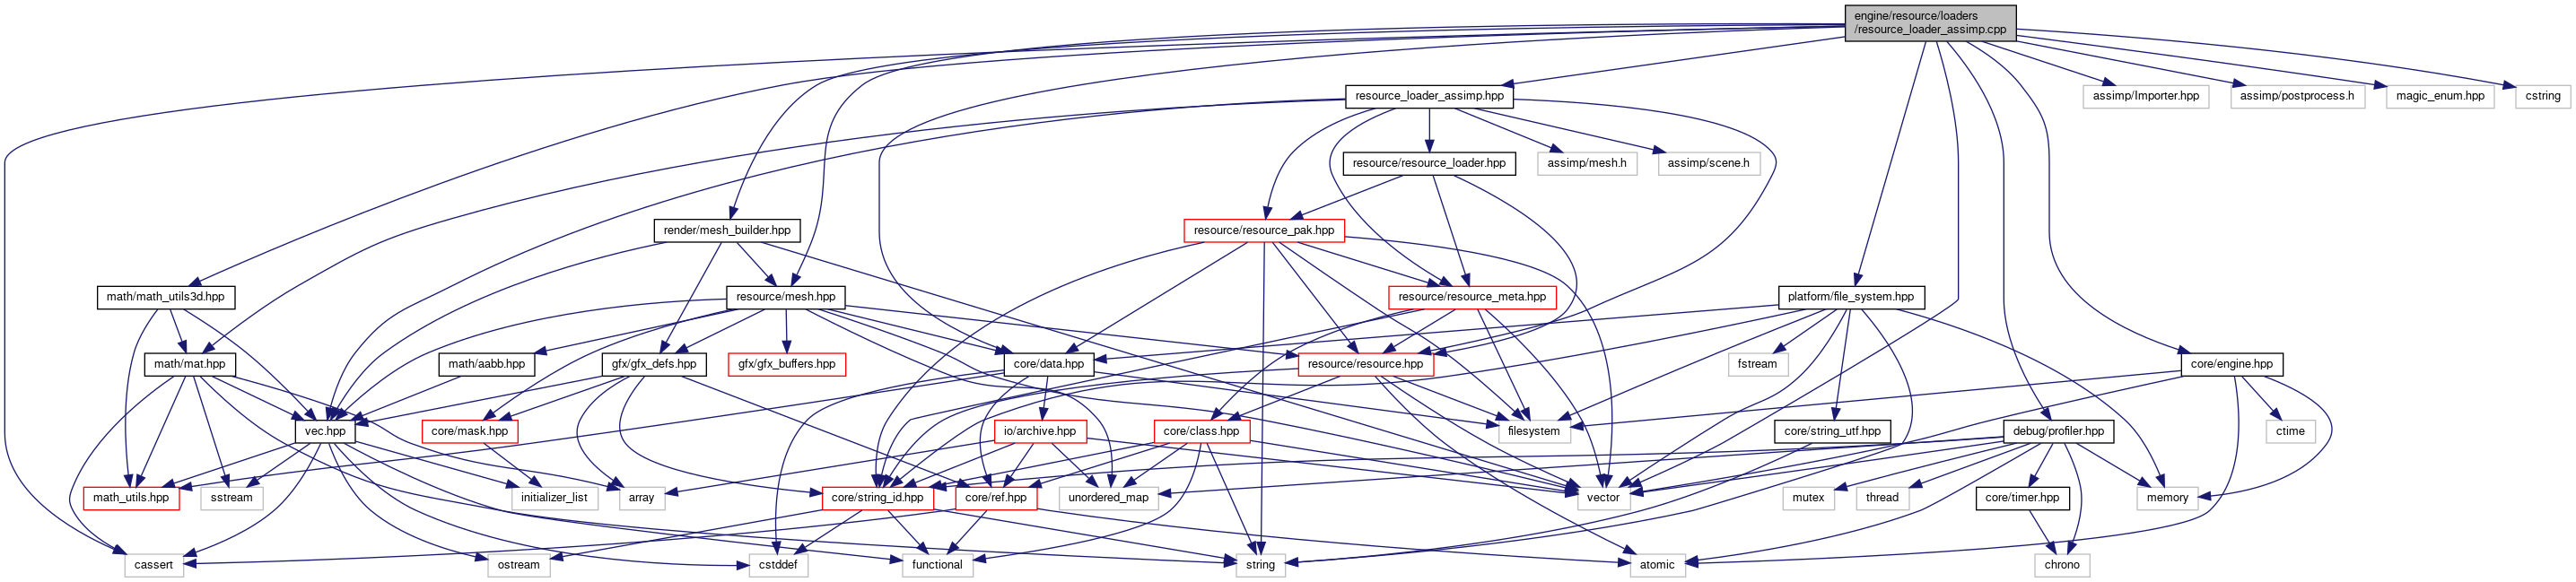 engine/resource/loaders
/resource_loader_assimp.cpp
resource_loader_assimp.hpp
assimp/Importer.hpp
assimp/postprocess.h
magic_enum.hpp
cstring
resource/resource_loader.hpp
assimp/mesh.h
assimp/scene.h
render/mesh_builder.hpp
resource/resource_pak.hpp
math/math_utils3d.hpp
resource/mesh.hpp
resource/resource_meta.hpp
platform/file_system.hpp
math/mat.hpp
math/aabb.hpp
gfx/gfx_defs.hpp
gfx/gfx_buffers.hpp
core/data.hpp
resource/resource.hpp
fstream
core/engine.hpp
vec.hpp
core/mask.hpp
io/archive.hpp
core/class.hpp
filesystem
core/string_utf.hpp
debug/profiler.hpp
ctime
math_utils.hpp
sstream
initializer_list
array
core/string_id.hpp
core/ref.hpp
unordered_map
vector
mutex
thread
core/timer.hpp
memory
cassert
ostream
cstddef
functional
string
atomic
chrono